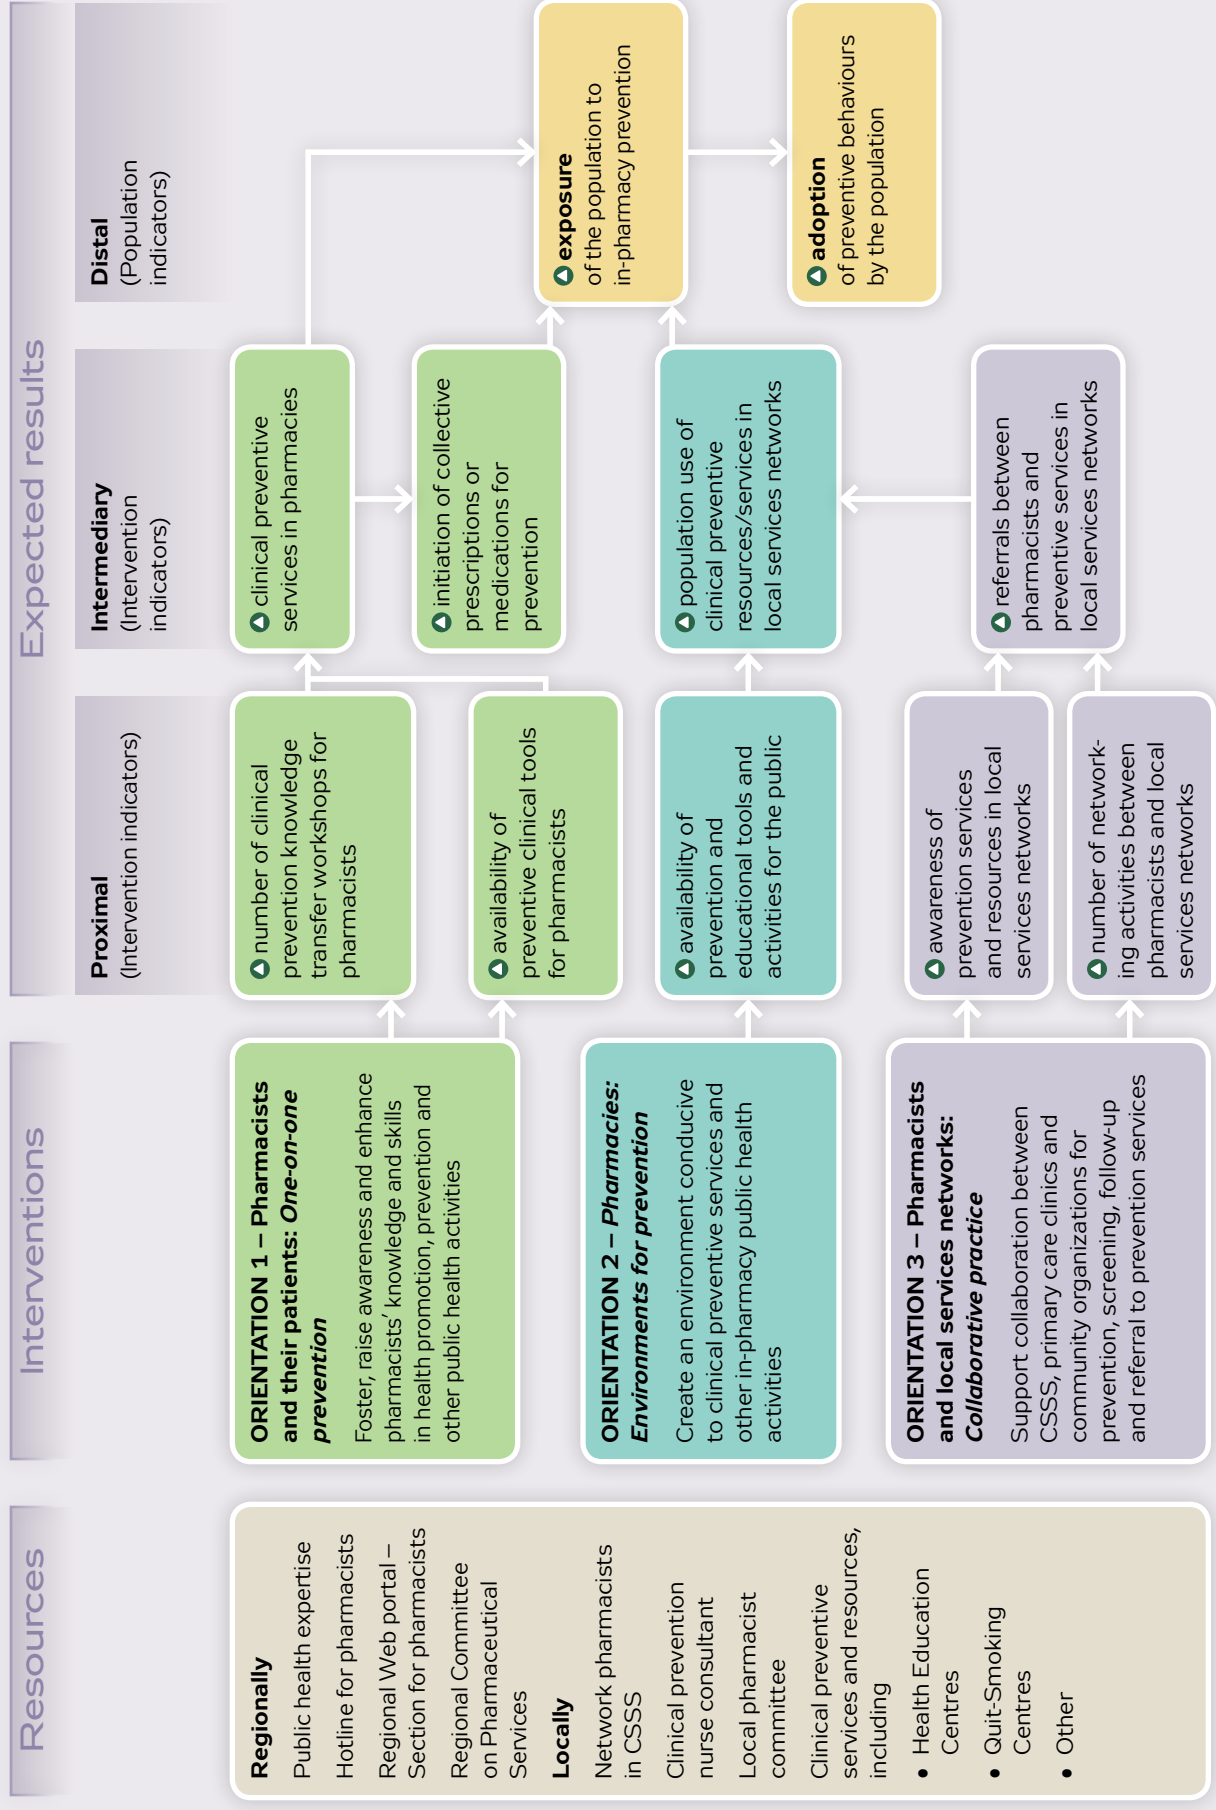 Resources
Interventions
Expected results
Proximal
(Intervention indicators)
Intermediary
(Intervention
indicators)
Distal
(Population
indicators)
Regionally
Public health expertise
Hotline for pharmacists
Regional Web portal –
Section for pharmacists
Regional Committee
on Pharmaceutical
Services
Locally
Network pharmacists
in CSSS
Clinical prevention
nurse consultant
Local pharmacist
committee
Clinical preventive
services and resources,
including
• Health Education
Centres
• Quit-Smoking
Centres
• Other
ORIENTATION 1 – Pharmacists
and their patients: One-on-one
prevention
Foster, raise awareness and enhance
pharmacists’ knowledge and skills
in health promotion, prevention and
other public health activities
ORIENTATION 2 – Pharmacies:
Environments for prevention
Create an environment conducive
to clinical preventive services and
other in-pharmacy public health
activities
ORIENTATION 3 – Pharmacists
and local services networks:
Collaborative practice
Support collaboration between
CSSS, primary care clinics and
community organizations for
prevention, screening, follow-up
and referral to prevention services
number of clinical
prevention knowledge
transfer workshops for
pharmacists
availability of
preventive clinical tools
for pharmacists
availability of
prevention and
educational tools and
activities for the public
awareness of
prevention services
and resources in local
services networks
number of network-
ing activities between
pharmacists and local
services networks
clinical preventive
services in pharmacies
initiation of collective
prescriptions or
medications for
prevention
population use of
clinical preventive
resources/services in
local services networks
referrals between
pharmacists and
preventive services in
local services networks
exposure
of the population to
in-pharmacy prevention
adoption
of preventive behaviours
by the population